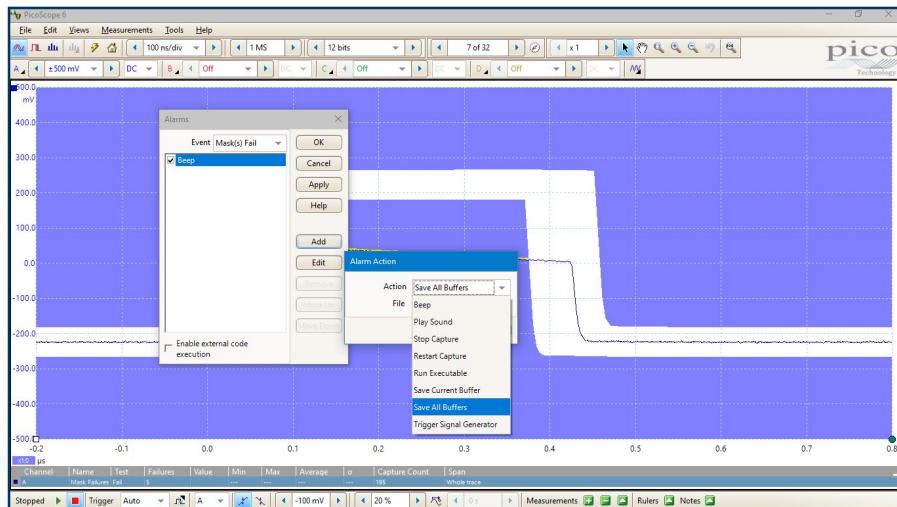 PicoScope 6
File Edit Views Measurements Tools Help
100 ns/div 1 MS 12 bits 7 of 32 x 1
pico
Technology
A ±500 mV DC B Off DC C Off DC D Off DC
500.0
mV
400.0
300.0
200.0
100.0
0.0
-100.0
-200.0
-300.0
-400.0
-500.0
-0.2 -0.1 0.0 0.1 0.2 0.3 0.4 0.5 0.6 0.7 0.8
x1.0 µs
Alarms
Event Mask(s) Fail
Beep
OK
Cancel
Apply
Help
Add
Edit
Remove
Move Up
Move Down
Enable external code
execution
Alarm Action
Action Save All Buffers
File
Beep
Play Sound
Stop Capture
Restart Capture
Run Executable
Save Current Buffer
Save All Buffers
Trigger Signal Generator
Channel Name Test Failures Value Min Max Average σ Capture Count Span
A Mask Failures Fail 5 --- --- --- --- --- 195 Whole trace
Stopped Trigger Auto A -100 mV 20 % 0 s Measurements Rulers Notes